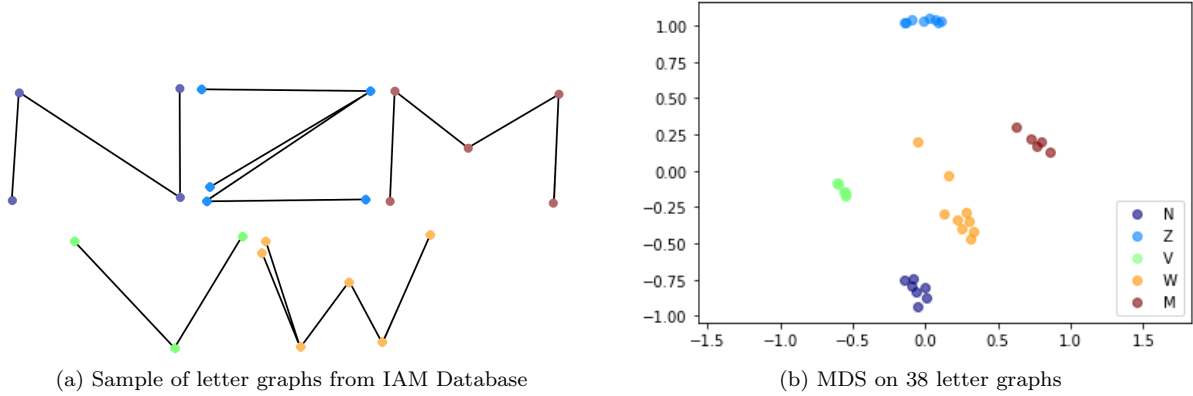 1.00
0.75
0.50
0.25
0.00
−0.25
−0.50
−0.75
−1.00
N
Z
V
W
M
−1.5 −1.0 −0.5 0.0 0.5 1.0 1.5
(a) Sample of letter graphs from IAM Database
(b) MDS on 38 letter graphs